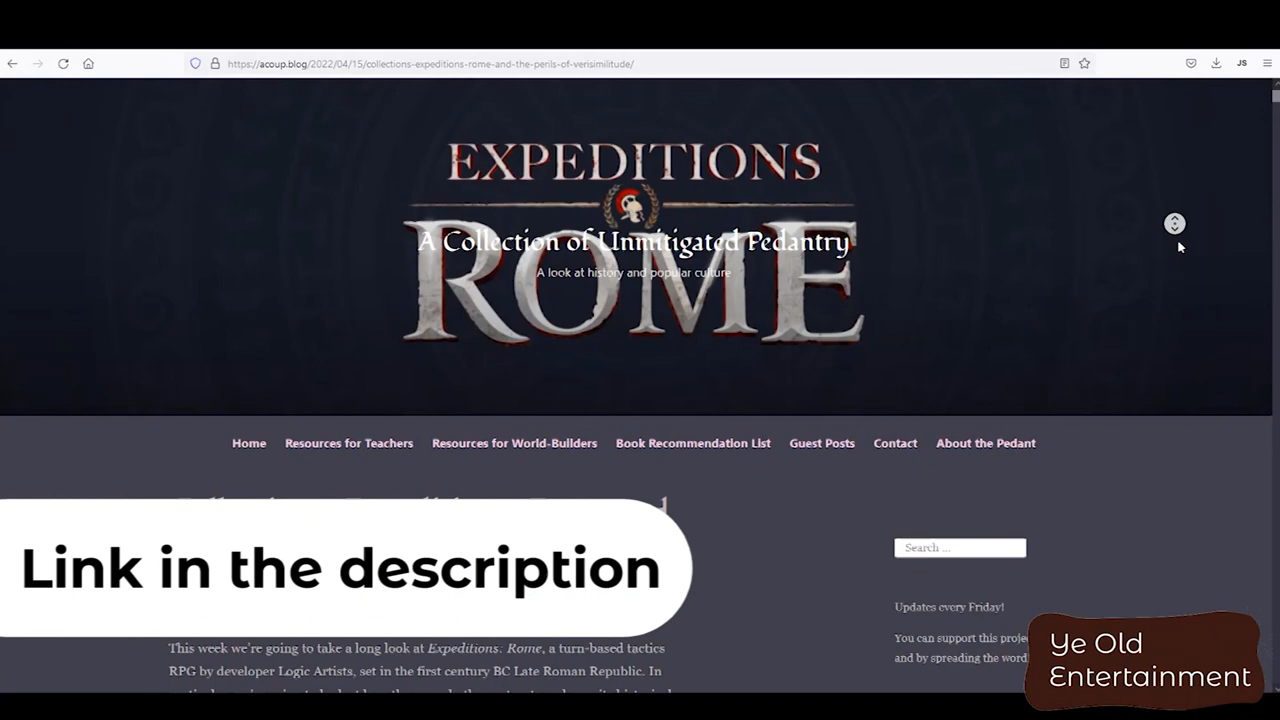 https://acoup.blog/2022/04/15/collections-expeditions-rome-and-the-perils-of-verisimilitude/
JS
EXPEDITIONS
ROME
A Collection of Unmitigated Pedantry
A look at history and popular culture
Home Resources for Teachers Resources for World-Builders Book Recommendation List Guest Posts Contact About the Pedant
Link in the description
Search ...
Updates every Friday!
You can support this
and by spreading the
This week we're going to take a long look at Expeditions: Rome, a turn-based tactics
RPG by developer Logic Artists, set in the first century BC Late Roman Republic. In
Ye Old
Entertainment